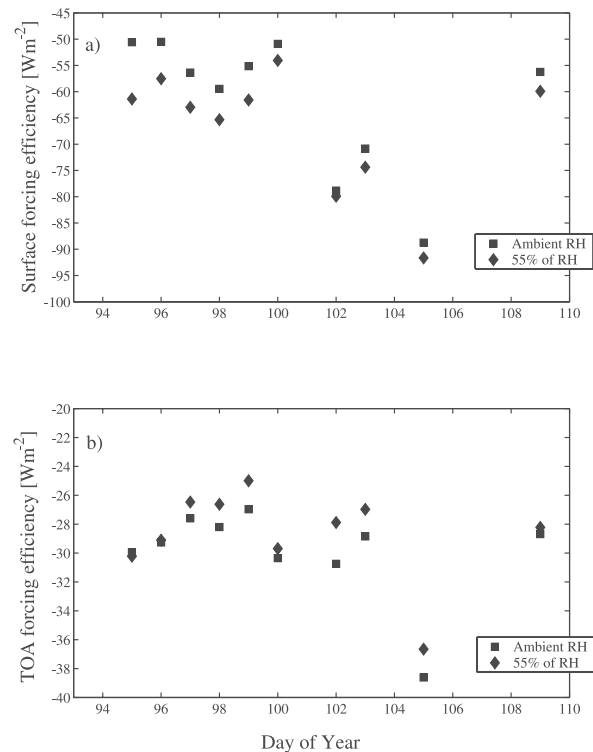 Surface forcing efficiency [Wm-2]
a)
-45
-50
-55
-60
-65
-70
-75
-80
-85
-90
-95
-100
Ambient RH
55% of RH
94 96 98 100 102 104 106 108 110
TOA forcing efficiency [Wm-2]
b)
-20
-22
-24
-26
-28
-30
-32
-34
-36
-38
-40
Ambient RH
55% of RH
94 96 98 100 102 104 106 108 110
Day of Year